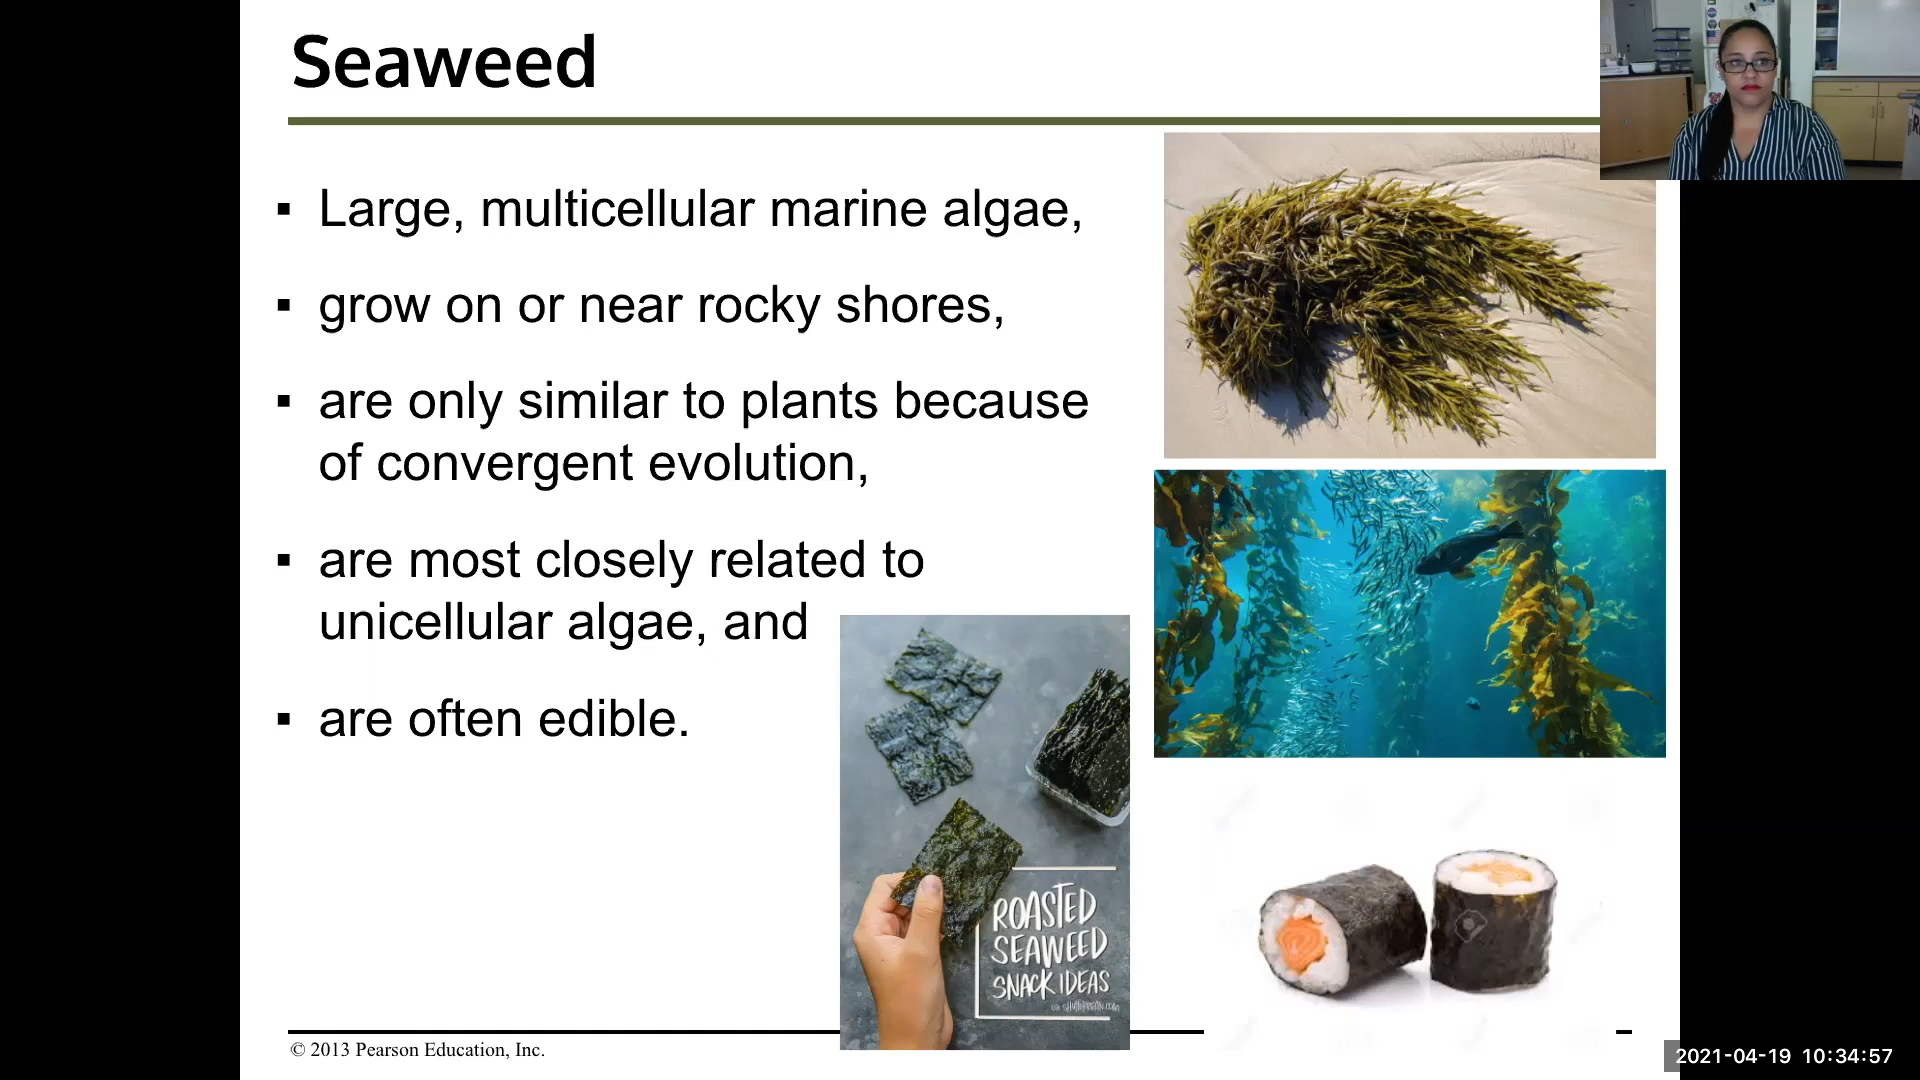 Seaweed
▪ Large, multicellular marine algae,
▪ grow on or near rocky shores,
▪ are only similar to plants because
of convergent evolution,
▪ are most closely related to
unicellular algae, and
▪ are often edible.
ROASTED
SEAWEED
SNACK IDEAS
© 2013 Pearson Education, Inc.
2021-04-19 10:34:57